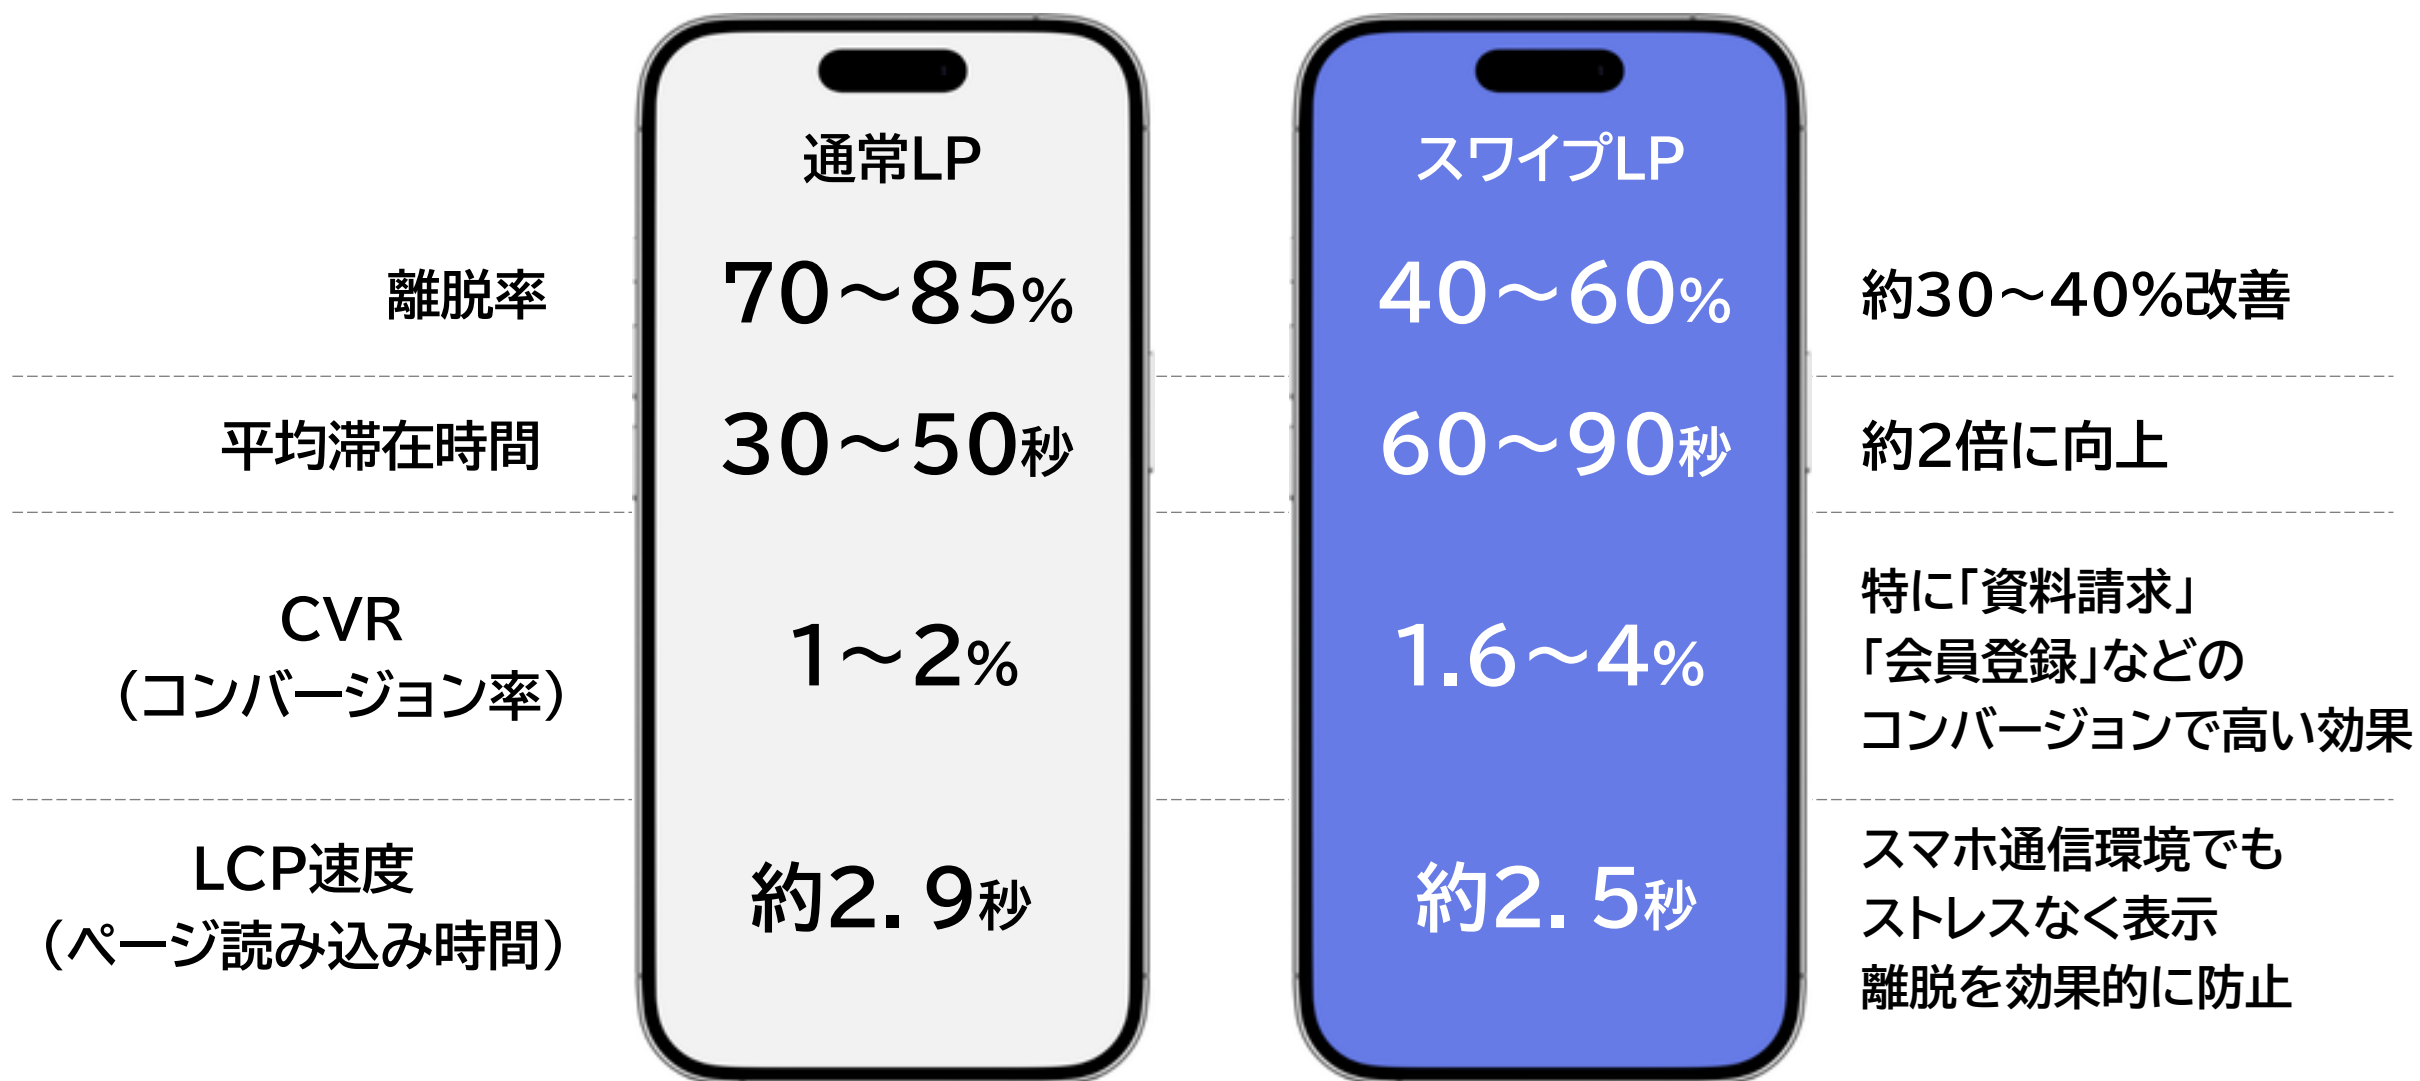 通常LP
スワイプLP
離脱率
70〜85%
40〜60%
約30〜40%改善
平均滞在時間
30〜50秒
60〜90秒
約2倍に向上
CVR
（コンバージョン率）
1〜2%
1.6〜4%
特に「資料請求」
「会員登録」などの
コンバージョンで高い効果
LCP速度
（ページ読み込み時間）
約2.9秒
約2.5秒
スマホ通信環境でも
ストレスなく表示
離脱を効果的に防止